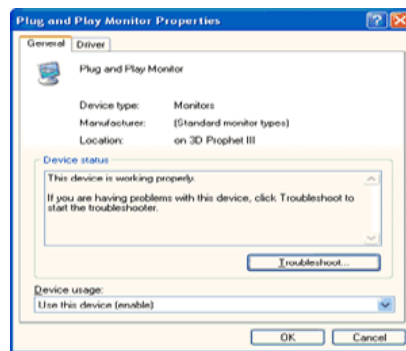 Plug and Play Monitor Properties
General Driver
Plug and Play Monitor
Device type: Monitors
Manufacturer: (Standard monitor types)
Location: on 3D Prophet III
Device status
This device is working properly.
If you are having problems with this device, click Troubleshoot to
start the troubleshooter.
Troubleshoot...
Device usage:
Use this device (enable)
OK Cancel